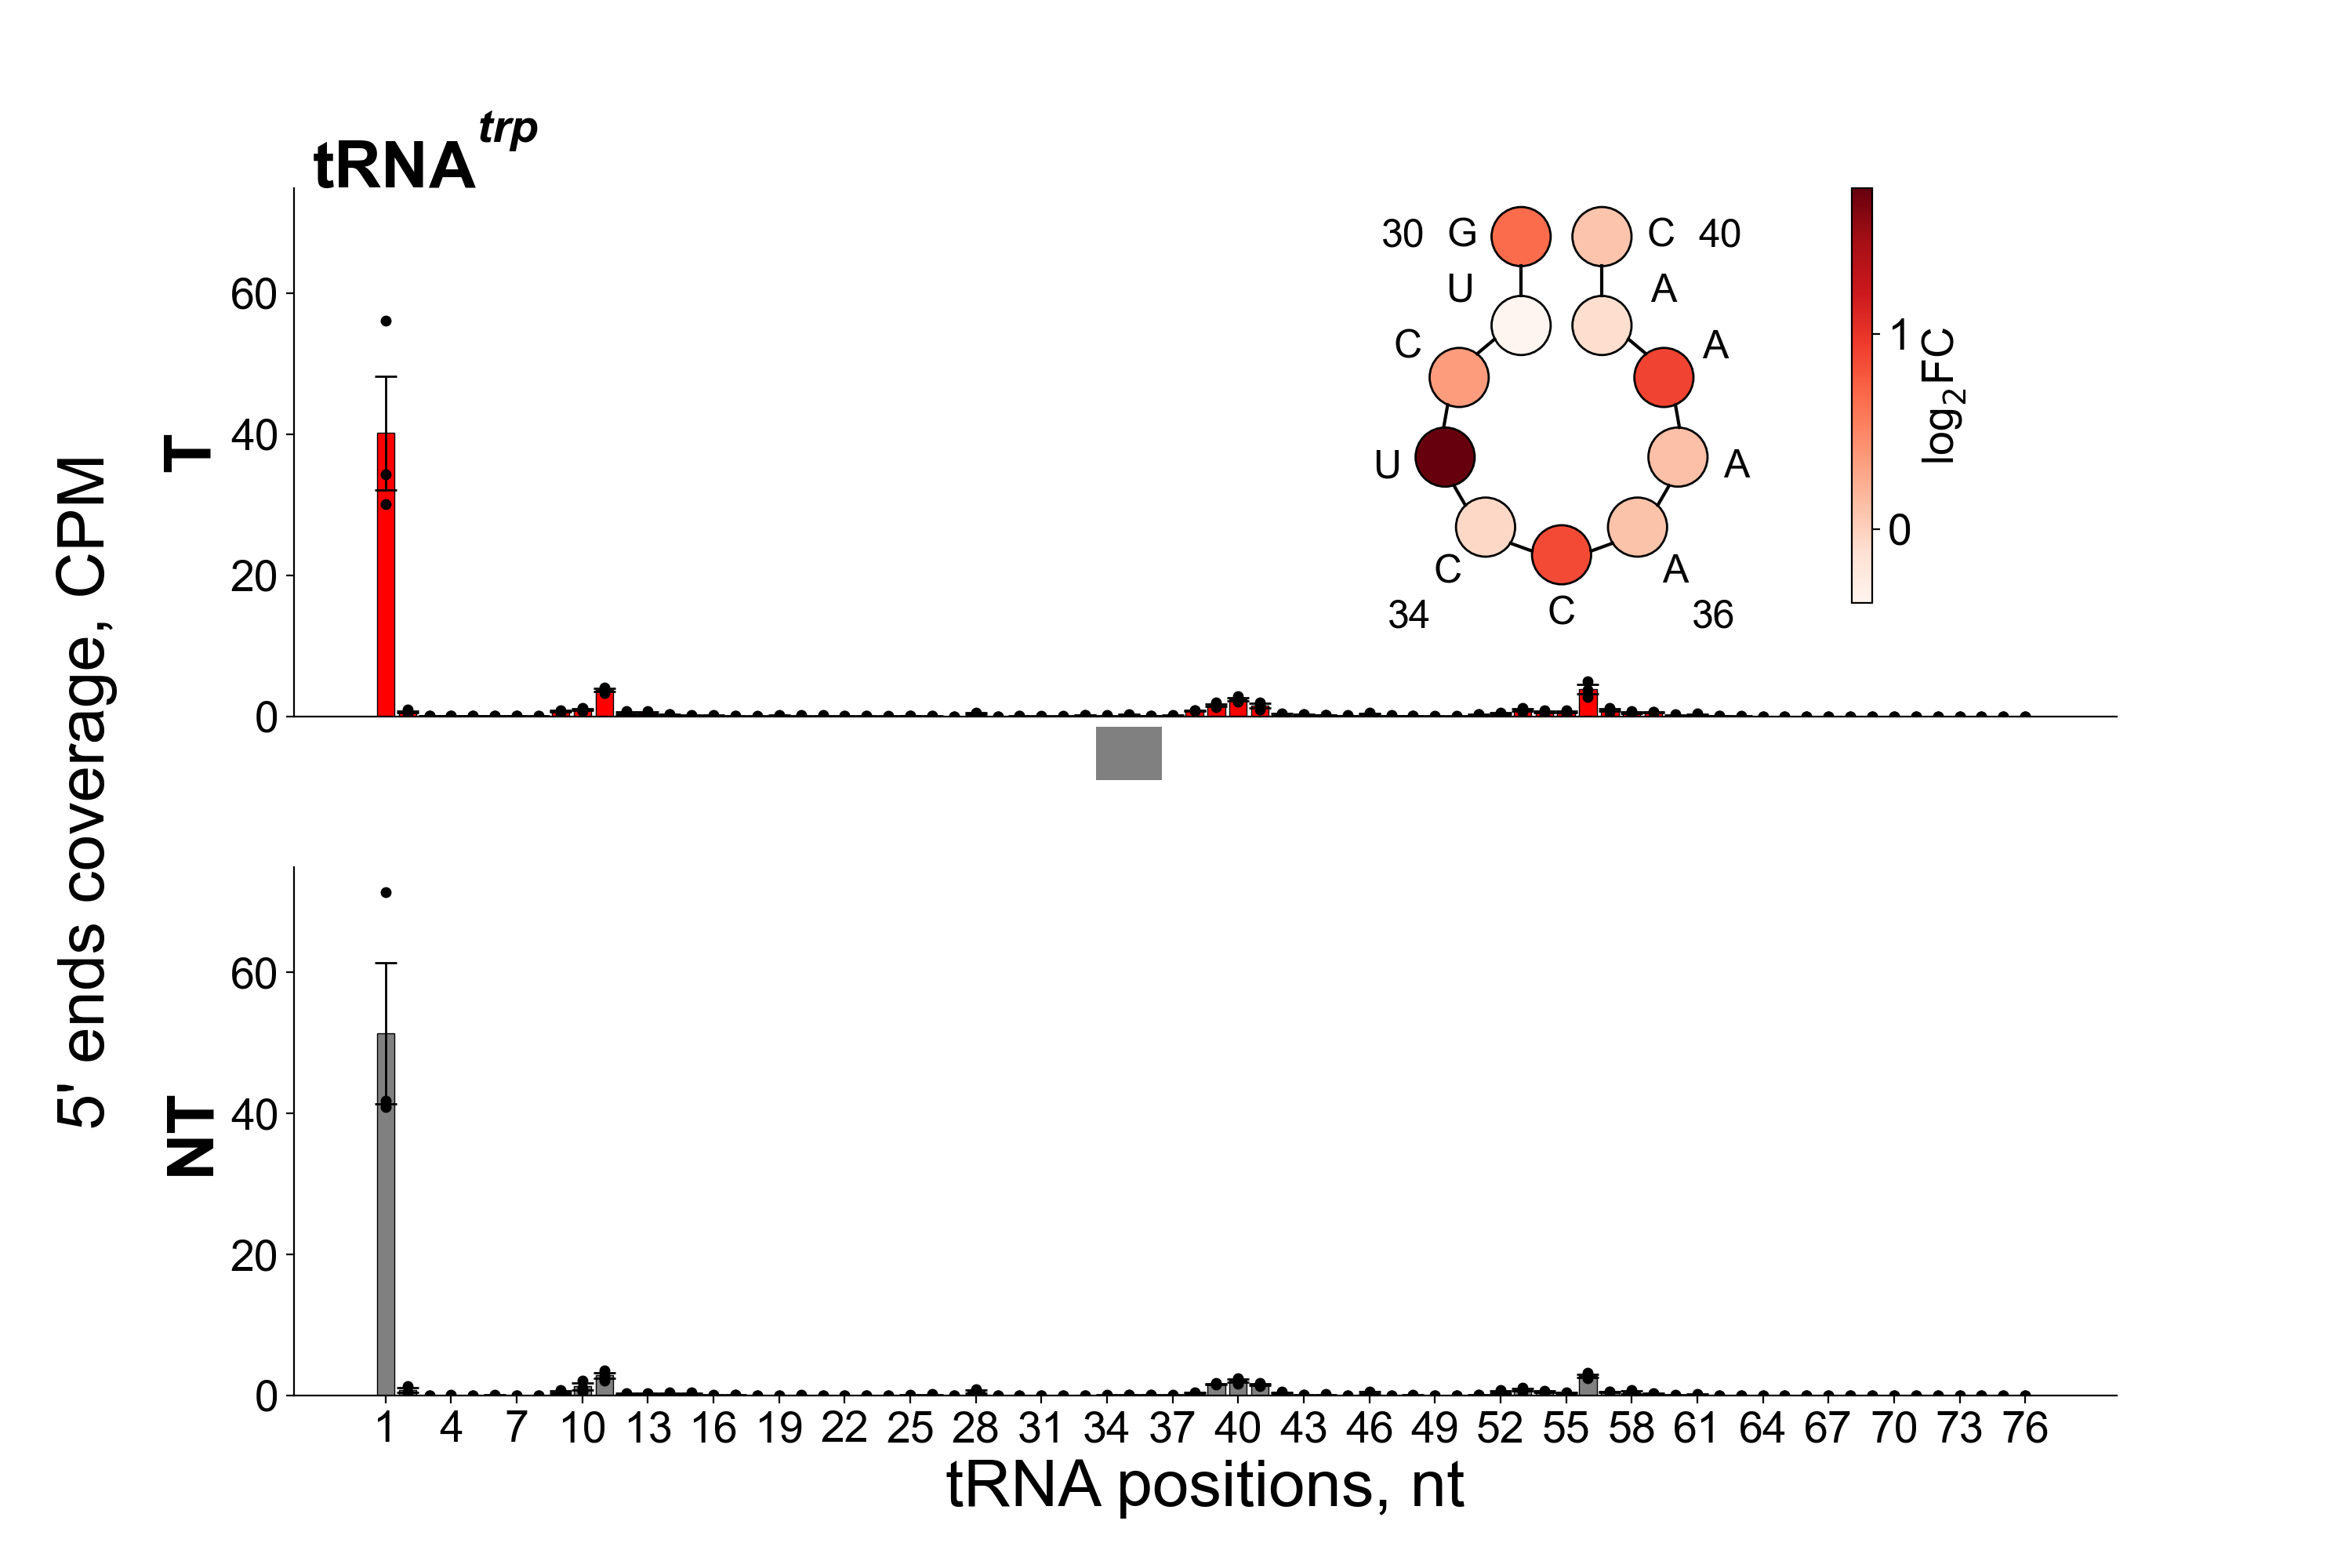 tRNA^trp
5' ends coverage, CPM
T
60
40
20
0
30 G C 40
U A
C A
U A
C A
34 C 36
1
0
log₂FC
NT
60
40
20
0
1 4 7 10 13 16 19 22 25 28 31 34 37 40 43 46 49 52 55 58 61 64 67 70 73 76
tRNA positions, nt